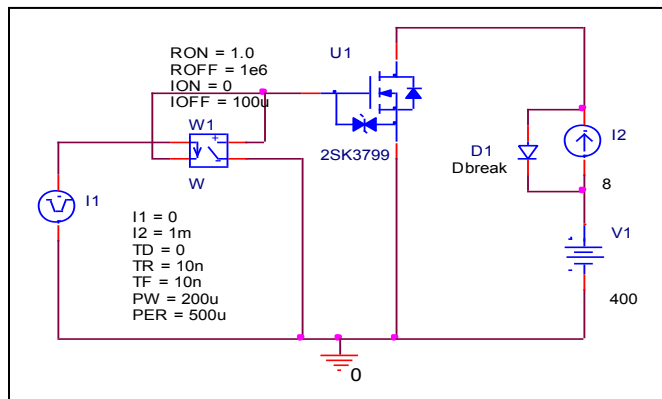 RON = 1.0
ROFF = 1e6
ION = 0
IOFF = 100u
U1
W1
W
2SK3799
I1
I1 = 0
I2 = 1m
TD = 0
TR = 10n
TF = 10n
PW = 200u
PER = 500u
D1
Dbreak
I2
8
V1
400
0